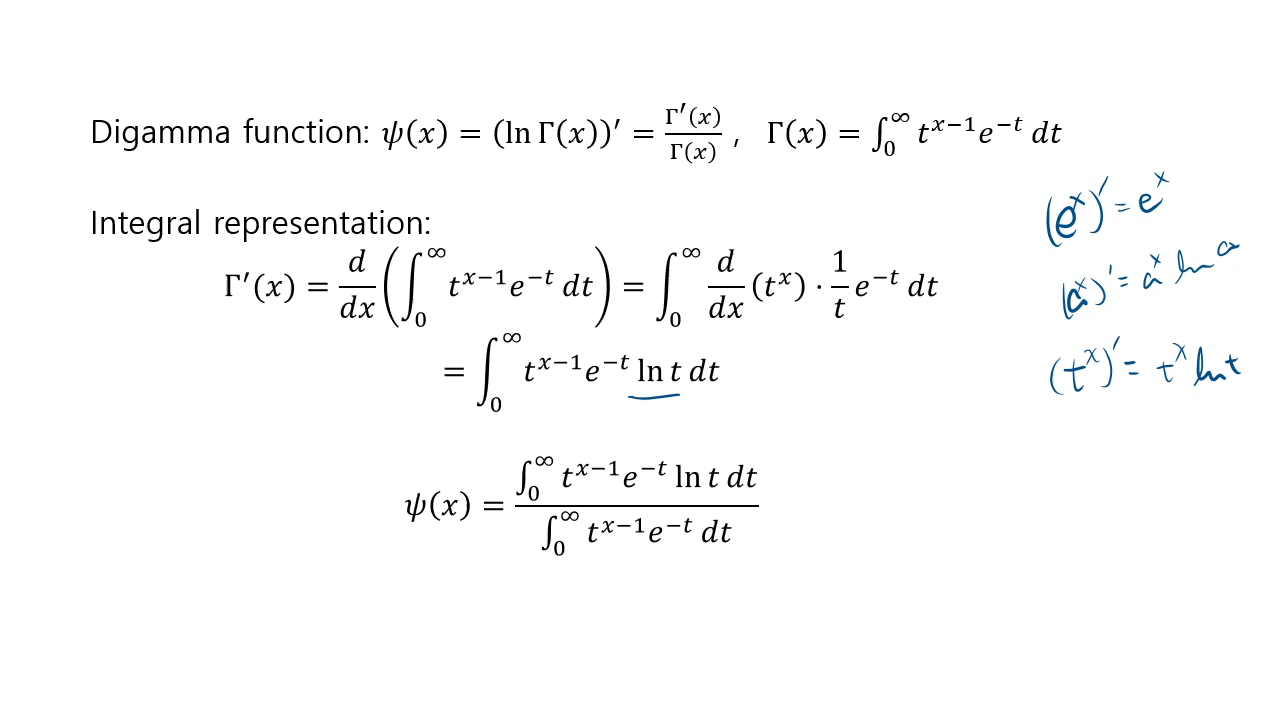 Digamma function: ψ(x) = (ln Γ(x))′ = Γ′(x)/Γ(x) , Γ(x) = ∫₀^∞ t^{x−1}e^{−t} dt
Integral representation:
Γ′(x) = d/dx (∫₀^∞ t^{x−1}e^{−t} dt) = ∫₀^∞ d/dx (t^x) · 1/t e^{−t} dt
= ∫₀^∞ t^{x−1}e^{−t} ln t dt
ψ(x) = ∫₀^∞ t^{x−1}e^{−t} ln t dt / ∫₀^∞ t^{x−1}e^{−t} dt
(e^x)′ = e^x
(a^x)′ = a^x ln a
(t^x)′ = t^x ln t